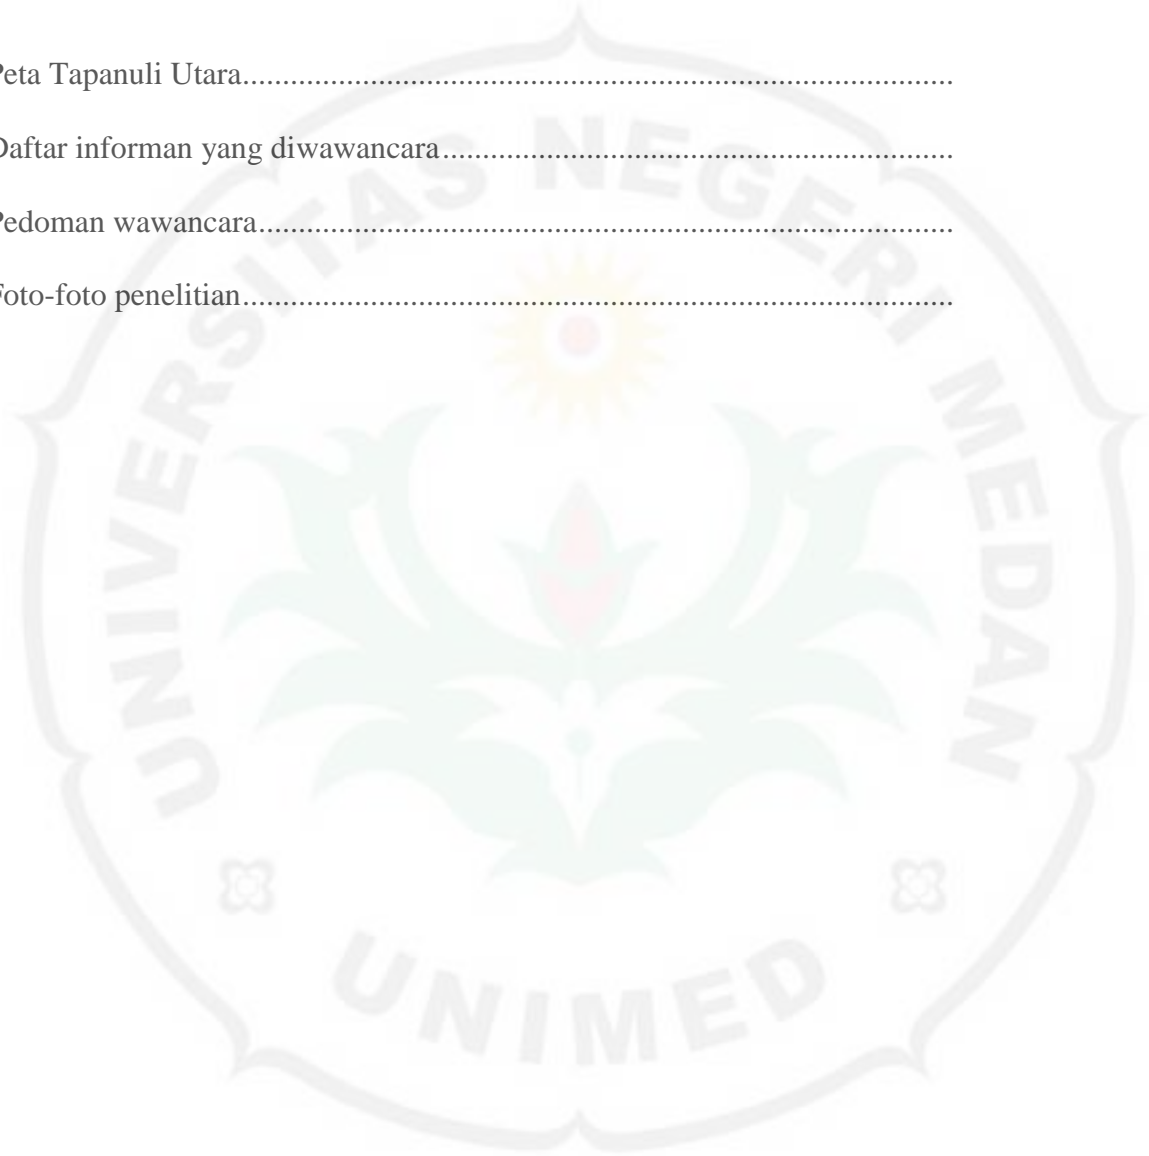 Peta Tapanuli Utara..........................................................................................
Daftar informan yang diwawancara................................................................
Pedoman wawancara........................................................................................
Foto-foto penelitian..........................................................................................
UNIVERSITAS NEGERI MEDAN
UNIMED